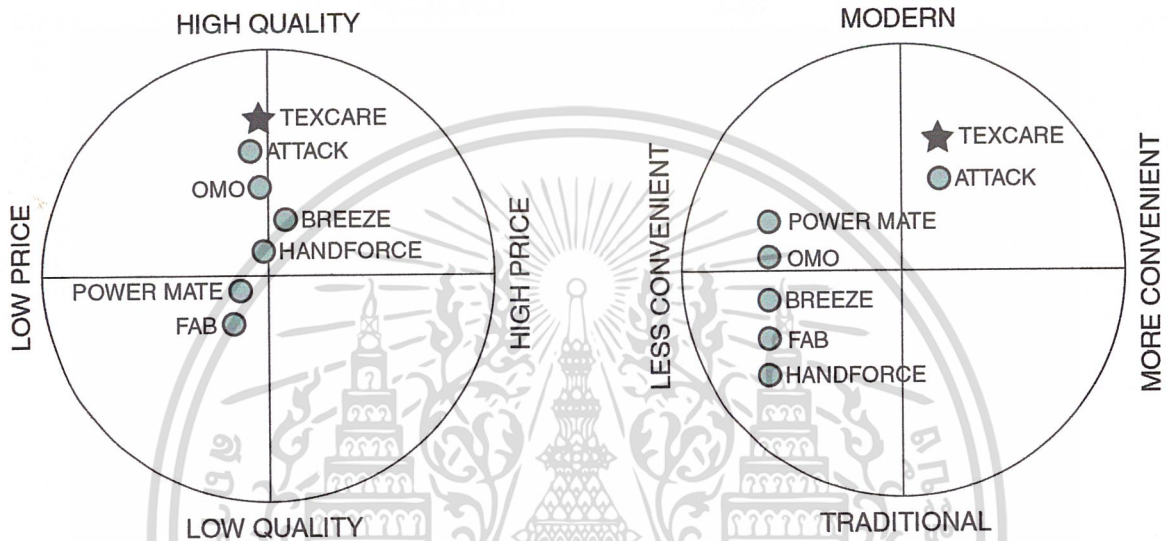 HIGH QUALITY
TEXCARE
ATTACK
OMO
BREEZE
HANDFORCE
POWER MATE
FAB
LOW PRICE
HIGH PRICE
LOW QUALITY
MODERN
TEXCARE
ATTACK
POWER MATE
OMO
BREEZE
FAB
HANDFORCE
LESS CONVENIENT
MORE CONVENIENT
TRADITIONAL